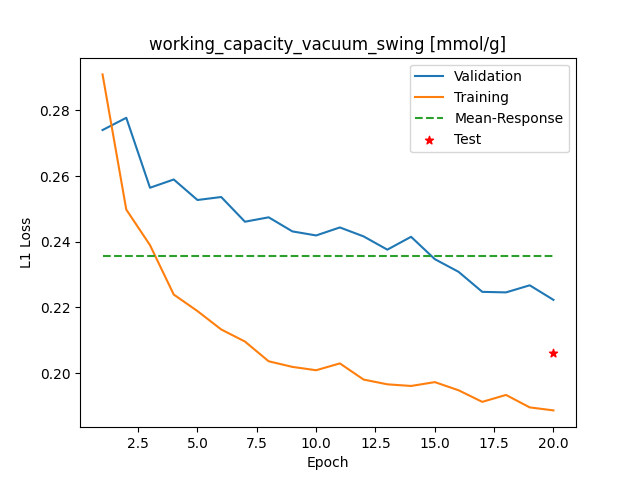 working_capacity_vacuum_swing [mmol/g]
Validation
Training
Mean-Response
Test
L1 Loss
0.28
0.26
0.24
0.22
0.20
2.5 5.0 7.5 10.0 12.5 15.0 17.5 20.0
Epoch